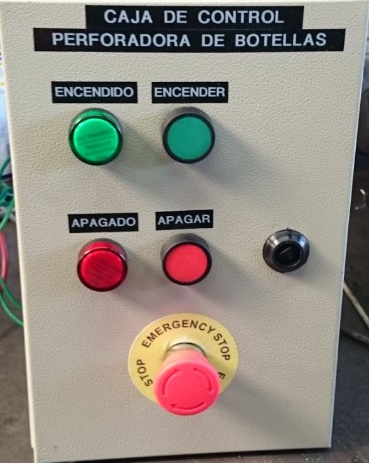 CAJA DE CONTROL
PERFORADORA DE BOTELLAS
ENCENDIDO
ENCENDER
APAGADO
APAGAR
EMERGENCY STOP
STOP